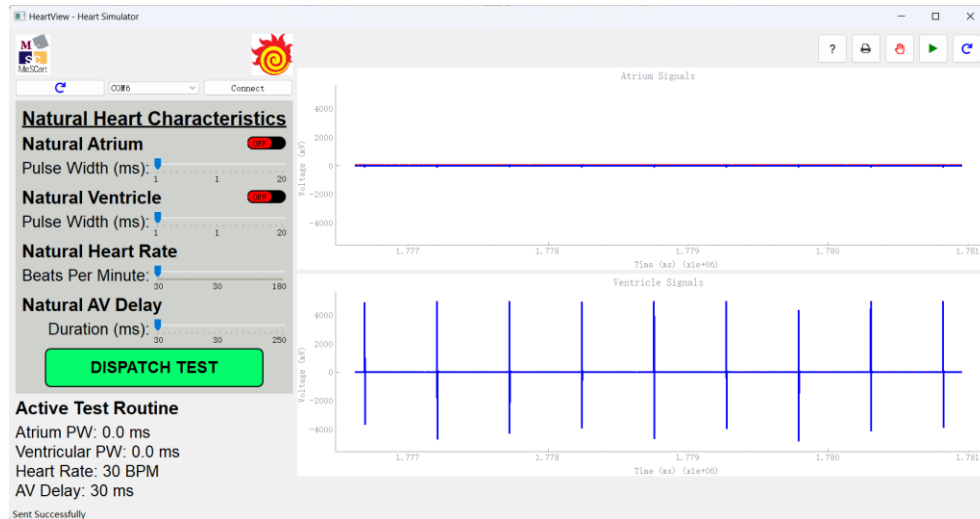 HeartView - Heart Simulator
MacSCert
?
COM6
Connect
Natural Heart Characteristics
Natural Atrium
OFF
Pulse Width (ms):
1 1 20
Natural Ventricle
OFF
Pulse Width (ms):
1 1 20
Natural Heart Rate
Beats Per Minute:
30 30 180
Natural AV Delay
Duration (ms):
30 30 250
DISPATCH TEST
Active Test Routine
Atrium PW: 0.0 ms
Ventricular PW: 0.0 ms
Heart Rate: 30 BPM
AV Delay: 30 ms
Sent Successfully
Atrium Signals
Voltage (mV)
4000
2000
0
-2000
-4000
1.777 1.778 1.779 1.780 1.781
Time (ms) (x1e+06)
Ventricle Signals
Voltage (mV)
4000
2000
0
-2000
-4000
1.777 1.778 1.779 1.780 1.781
Time (ms) (x1e+06)